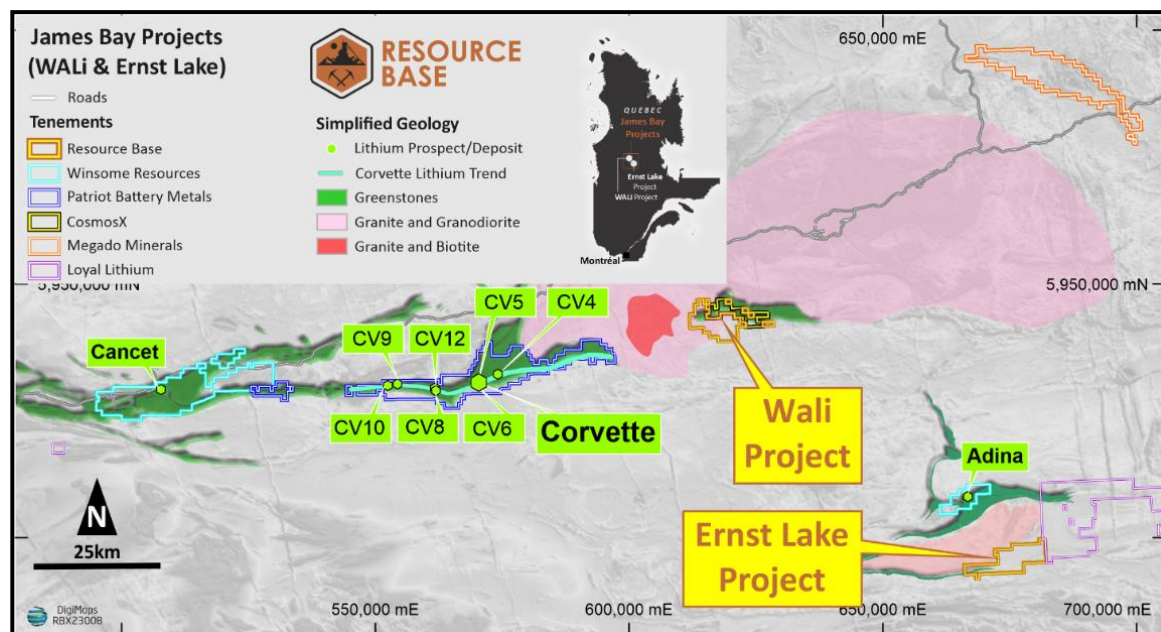 James Bay Projects
(WALi & Ernst Lake)
Roads
Tenements
Resource Base
Winsome Resources
Patriot Battery Metals
CosmosX
Megado Minerals
Loyal Lithium
RESOURCE
BASE
Simplified Geology
Lithium Prospect/Deposit
Corvette Lithium Trend
Greenstones
Granite and Granodiorite
Granite and Biotite
QUEBEC
James Bay
Projects
Ernst Lake
Project
WALi Project
Montréal
650,000 mE
5,950,000 mN
5,950,000 mN
CV5
CV4
CV9
CV12
Cancet
CV10
CV8
CV6
Corvette
Wali
Project
Adina
Ernst Lake
Project
N
25km
DigiMaps
RBX23008
550,000 mE
600,000 mE
650,000 mE
700,000 mE